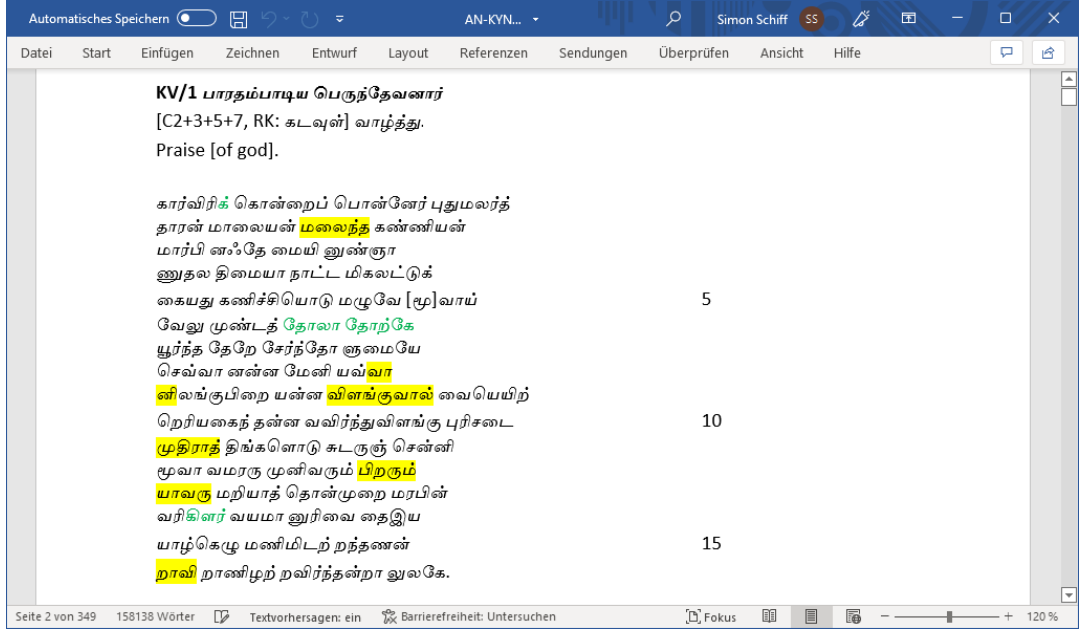 Automatisches Speichern AN-KYN... Simon Schiff SS
Datei Start Einfügen Zeichnen Entwurf Layout Referenzen Sendungen Überprüfen Ansicht Hilfe
KV/1 பாரதம்பாடிய பெருந்தேவனார்
[C2+3+5+7, RK: கடவுள்] வாழ்த்து.
Praise [of god].
கார்விரிக் கொன்றைப் பொன்னேர் புதுமலர்த்
தாரன் மாலையன் மலைந்த கண்ணியன்
மார்பி னஃதே மையி னுண்ஞா
ணுதல திமையா நாட்ட மிகலட்டுக்
கையது கணிச்சியொடு மழுவே [மூ]வாய் 5
வேலு முண்டத் தோலா தோற்கே
யூர்ந்த தேறே சேர்ந்தோ ளுமையே
செவ்வா னன்ன மேனி யவ்வா
னிலங்குபிறை யன்ன விளங்குவால் வையெயிற்
றெரியகைந் தன்ன வவிர்ந்துவிளங்கு புரிசடை 10
முதிராத் திங்களொடு சுடருஞ் சென்னி
மூவா வமரரு முனிவரும் பிறரும்
யாவரு மறியாத் தொன்முறை மரபின்
வரிகிளர் வயமா னுரிவை தைஇய
யாழ்கெழு மணிமிடற் றந்தணன் 15
றாவி றாணிழற் றவிர்ந்தன்றா லுலகே.
Seite 2 von 349 158138 Wörter Textvorhersagen: ein Barrierefreiheit: Untersuchen Fokus 120 %